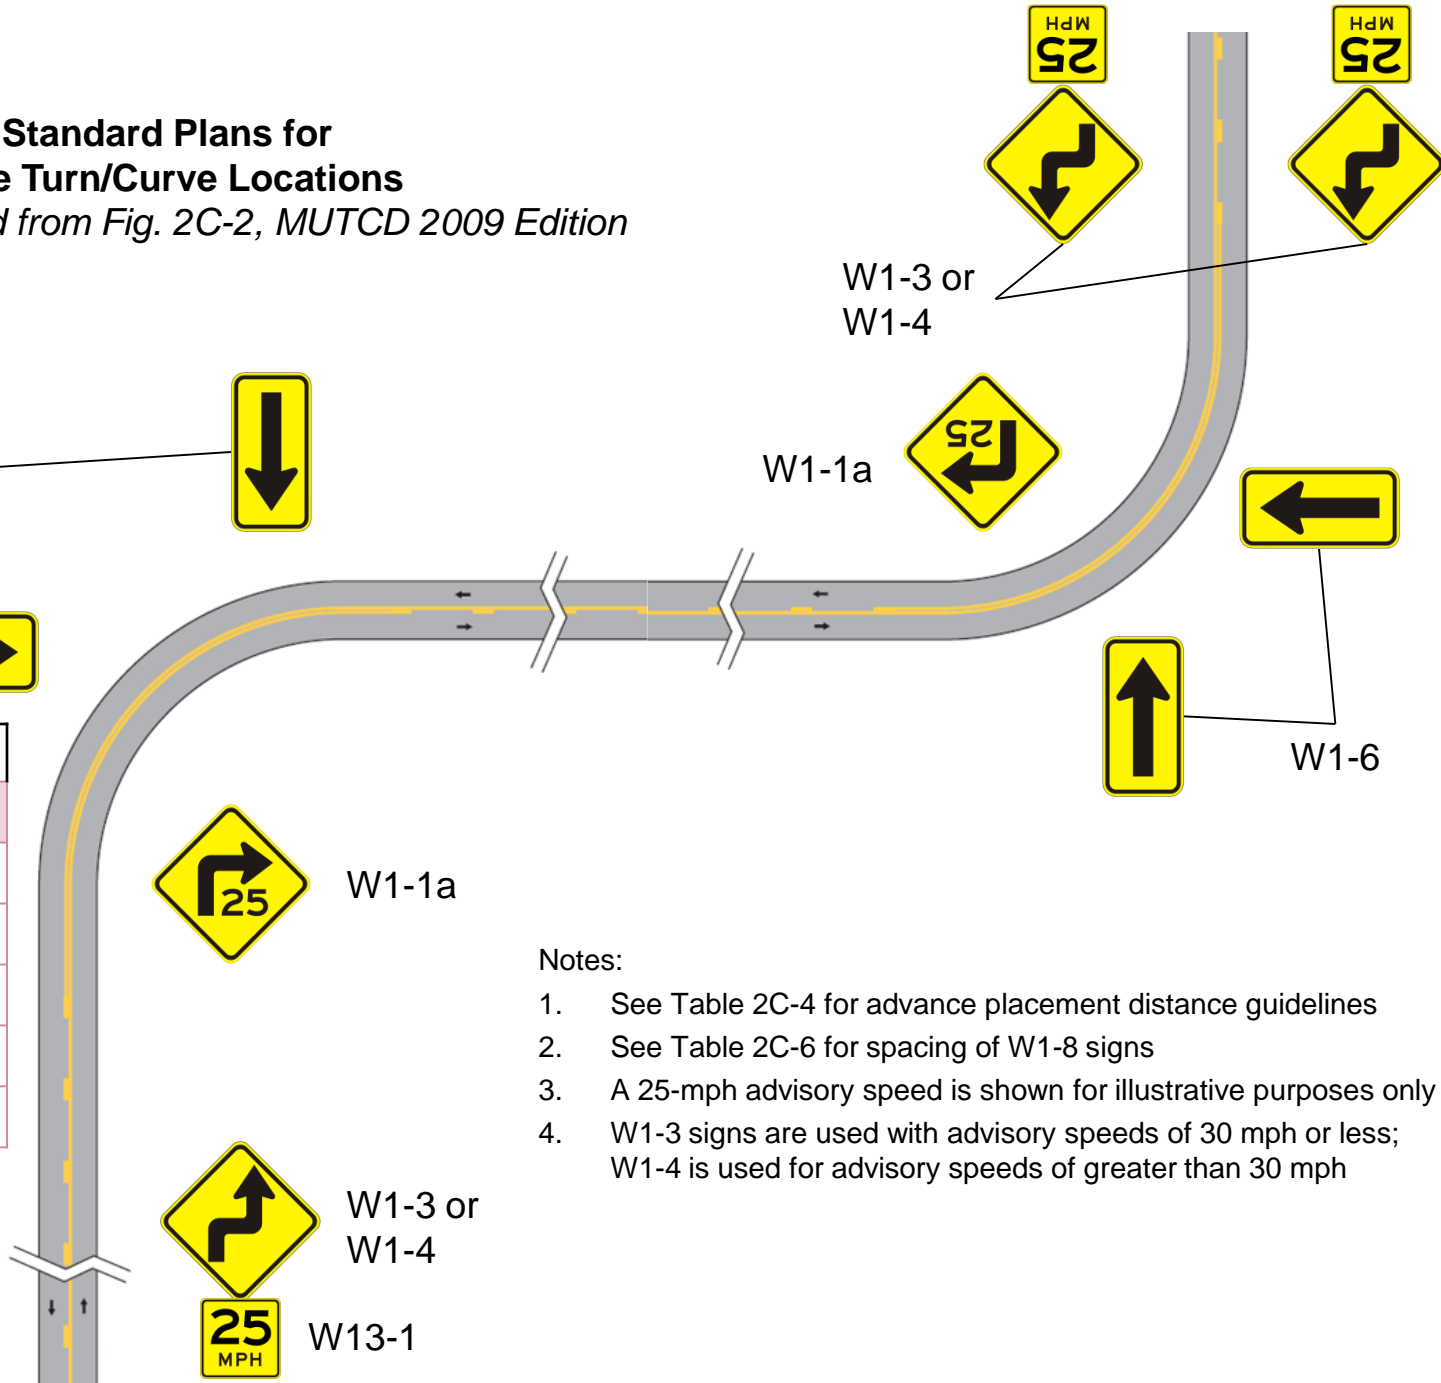 Standard Plans for
Turn/Curve Locations
from Fig. 2C-2, MUTCD 2009 Edition
25
MPH
25
MPH
W1-3 or
W1-4
25
W1-1a
W1-6
25
W1-1a
Notes:
1. See Table 2C-4 for advance placement distance guidelines
2. See Table 2C-6 for spacing of W1-8 signs
3. A 25-mph advisory speed is shown for illustrative purposes only
4. W1-3 signs are used with advisory speeds of 30 mph or less;
W1-4 is used for advisory speeds of greater than 30 mph
W1-3 or
W1-4
25
MPH
W13-1